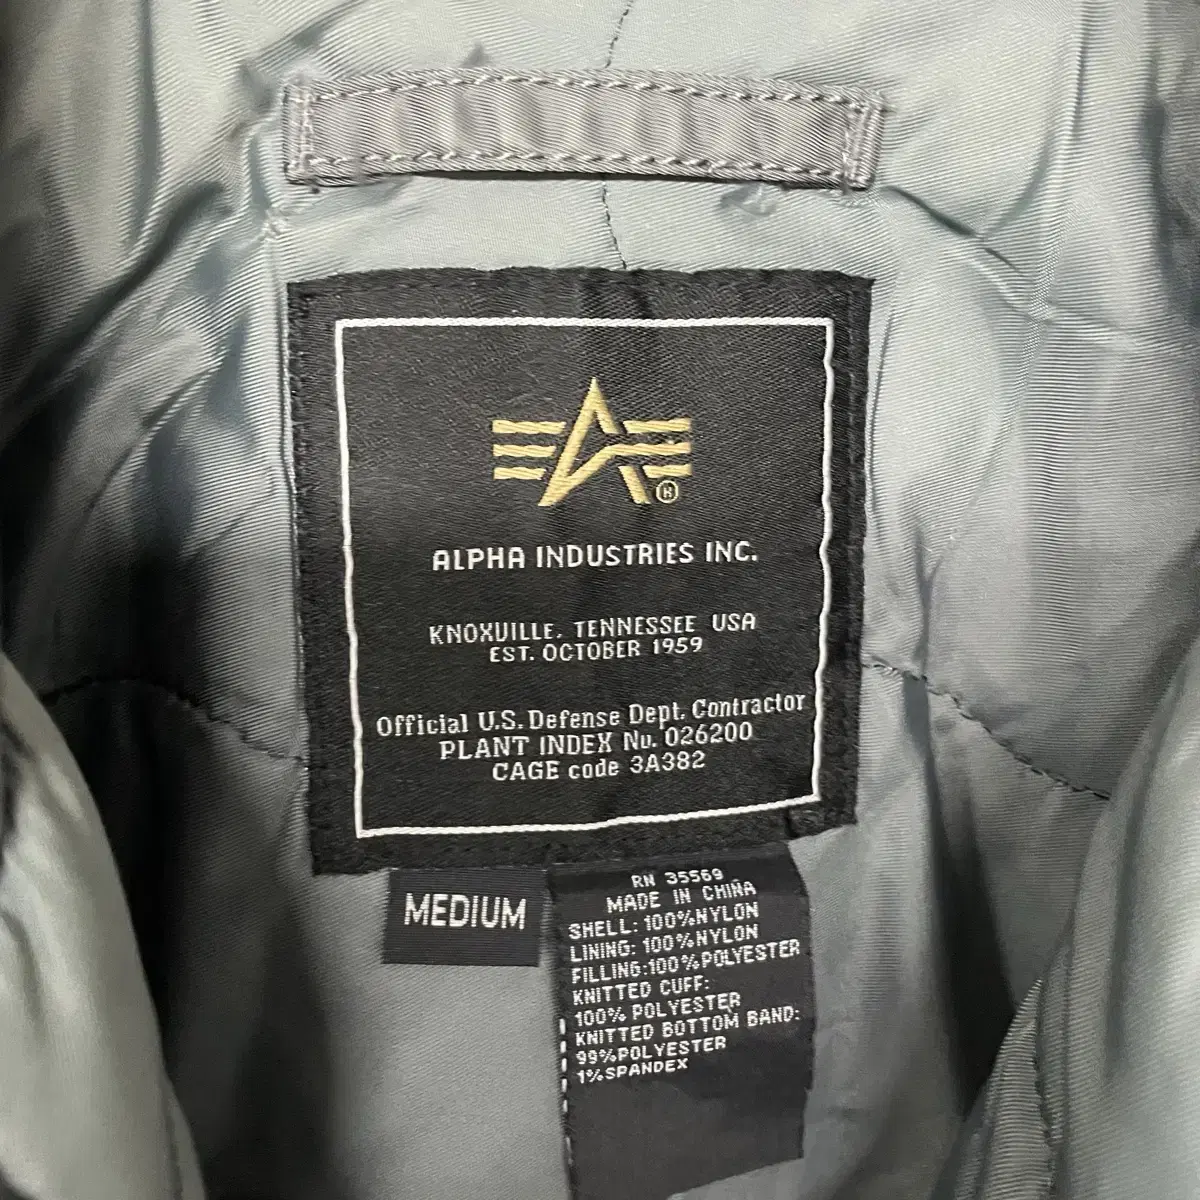 ®
ALPHA INDUSTRIES INC.
KNOXVILLE, TENNESSEE USA
EST. OCTOBER 1959
Official U.S. Defense Dept. Contractor
PLANT INDEX No. 026200
CAGE code 3A382
MEDIUM
RN 35569
MADE IN CHINA
SHELL: 100%NYLON
LINING: 100%NYLON
FILLING:100%POLYESTER
KNITTED CUFF:
100% POLYESTER
KNITTED BOTTOM BAND:
99%POLYESTER
1%SPANDEX